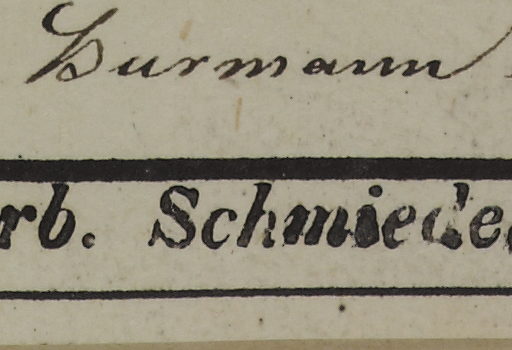 Burmann
rb. Schmiede